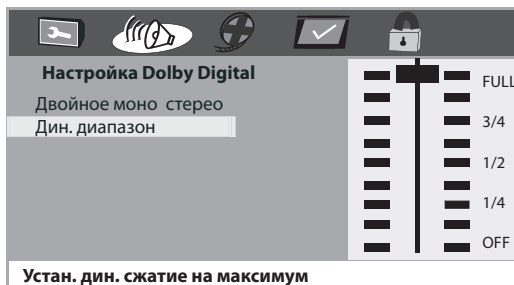 Настройка Dolby Digital
Двойное моно стерео
Дин. диапазон
FULL
3/4
1/2
1/4
OFF
Устан. дин. сжатие на максимум